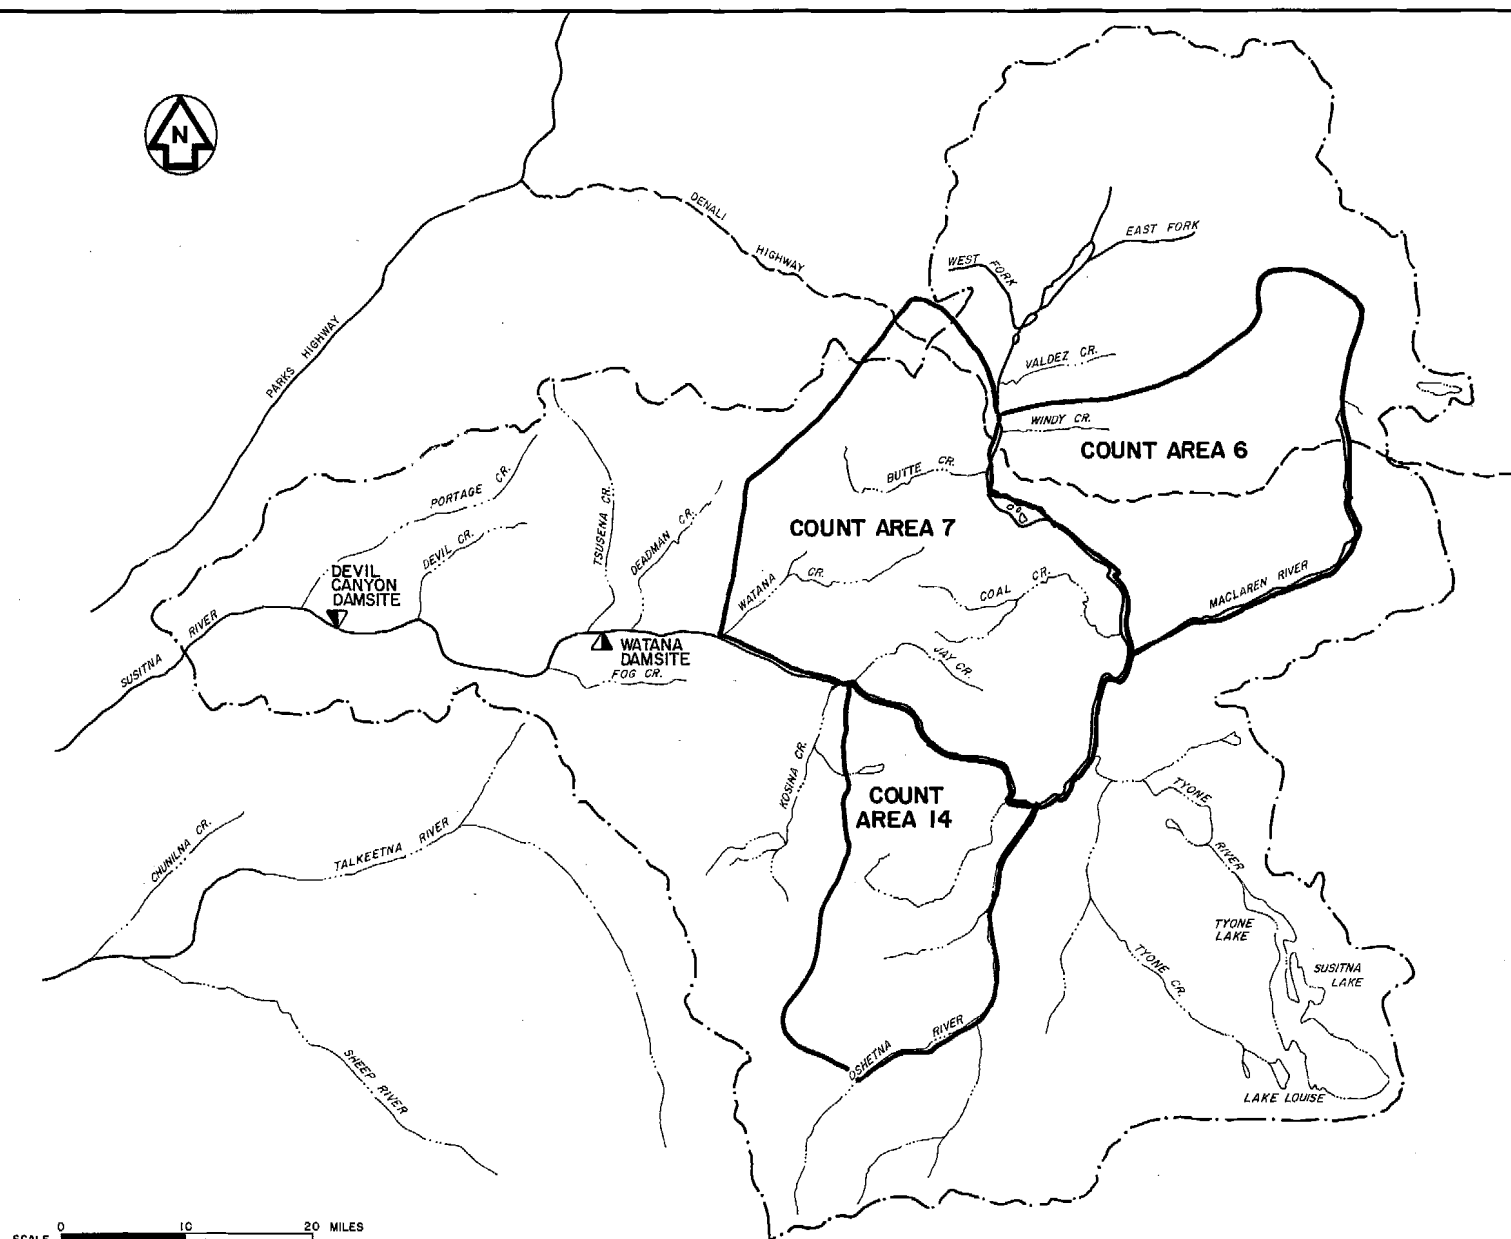 N
DENALI
HIGHWAY
PARKS HIGHWAY
WEST FORK
EAST FORK
VALDEZ CR.
WINDY CR.
COUNT AREA 6
BUTTE CR.
PORTAGE CR.
TSUSENA CR.
DEADMAN CR.
DEVIL CR.
COUNT AREA 7
WATANA CR.
COAL CR.
JAY CR.
MACLAREN RIVER
DEVIL
CANYON
DAMSITE
SUSITNA RIVER
WATANA
DAMSITE
FOG CR.
KOSINA CR.
COUNT
AREA 14
TYONE RIVER
CHUNILNA CR.
TALKEETNA RIVER
TYONE
LAKE
TYONE CR.
SUSITNA
LAKE
OSHETNA RIVER
SHEEP RIVER
LAKE LOUISE
0 10 20 MILES
SCALE